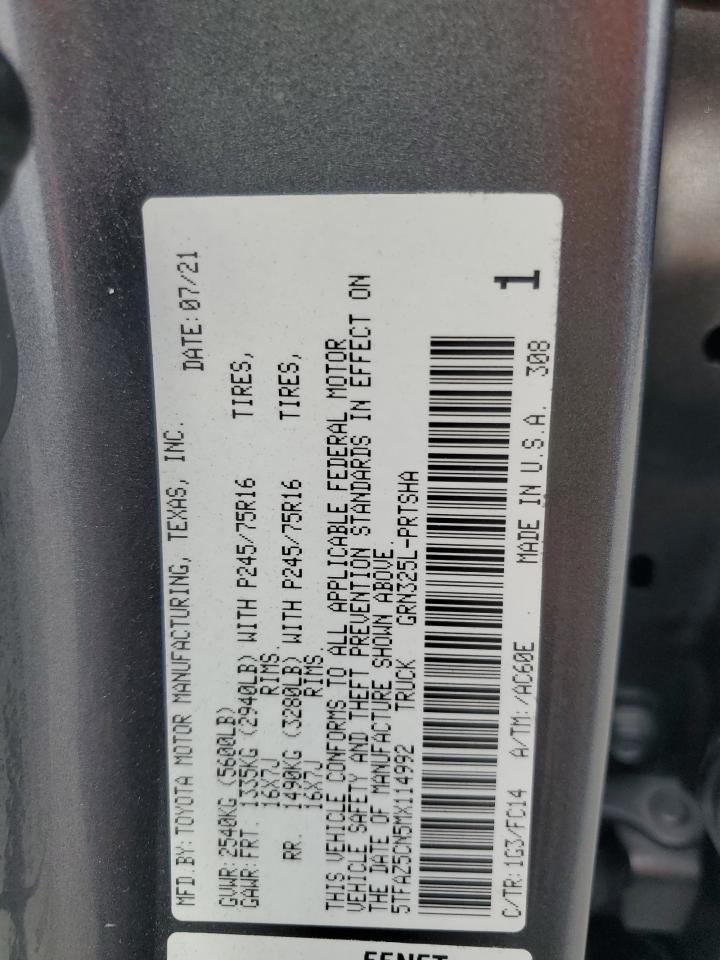 MFD.BY: TOYOTA MOTOR MANUFACTURING, TEXAS, INC. DATE: 07/21
GVWR: 2540KG (5600LB)
GAWR: FRT. 1335KG (2940LB) WITH P245/75R16 TIRES,
16X7J RIMS.
RR. 1490KG (3280LB) WITH P245/75R16 TIRES,
16X7J RIMS.
THIS VEHICLE CONFORMS TO ALL APPLICABLE FEDERAL MOTOR
VEHICLE SAFETY AND THEFT PREVENTION STANDARDS IN EFFECT ON
THE DATE OF MANUFACTURE SHOWN ABOVE.
5TFAZ5CN5MX114992 TRUCK GRN325L-PRTSHA
1
C/TR: 1G3/FC14 A/TM: /AC60E MADE IN U.S.A. 308